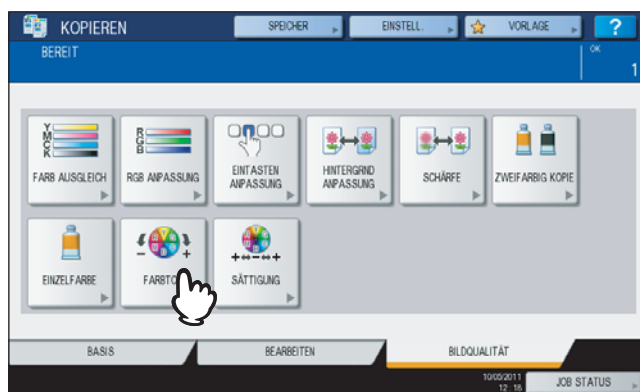 KOPIEREN
SPEICHER
EINSTELL.
VORLAGE
?
BEREIT
OK
1
Y
M
C
K
FARB AUSGLEICH
R
G
B
RGB ANPASSUNG
EINTASTEN
ANPASSUNG
HINTERGRND
ANPASSUNG
SCHÄRFE
ZWEIFARBIG KOPIE
EINZELFARBE
- +
+ - +
SÄTTIGUNG
BASIS
BEARBEITEN
BILDQUALITÄT
10/05/2011
12 16
JOB STATUS